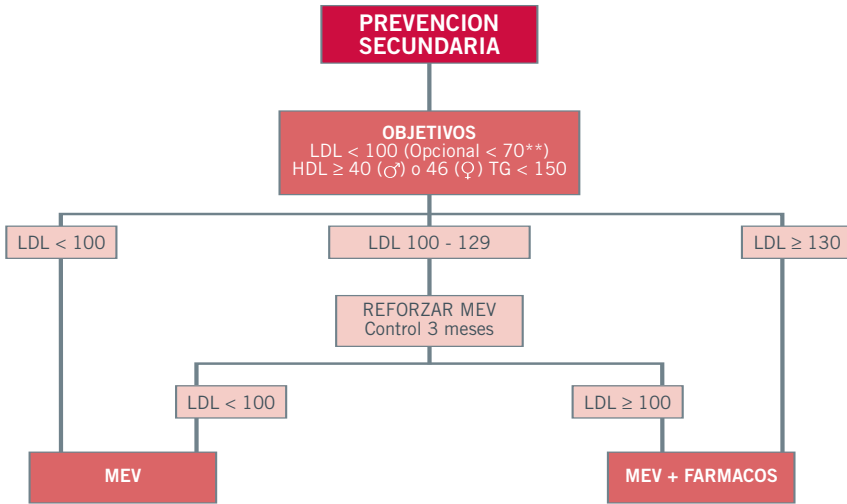 PREVENCION
SECUNDARIA
OBJETIVOS
LDL < 100 (Opcional < 70**)
HDL ≥ 40 (♂) o 46 (♀) TG < 150
LDL < 100
LDL 100 - 129
LDL ≥ 130
REFORZAR MEV
Control 3 meses
LDL < 100
LDL ≥ 100
MEV
MEV + FARMACOS